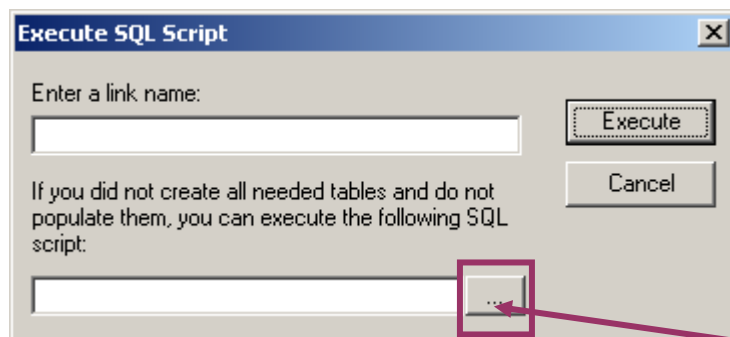 Execute SQL Script
Enter a link name:
Execute
If you did not create all needed tables and do not
populate them, you can execute the following SQL
script:
Cancel
...